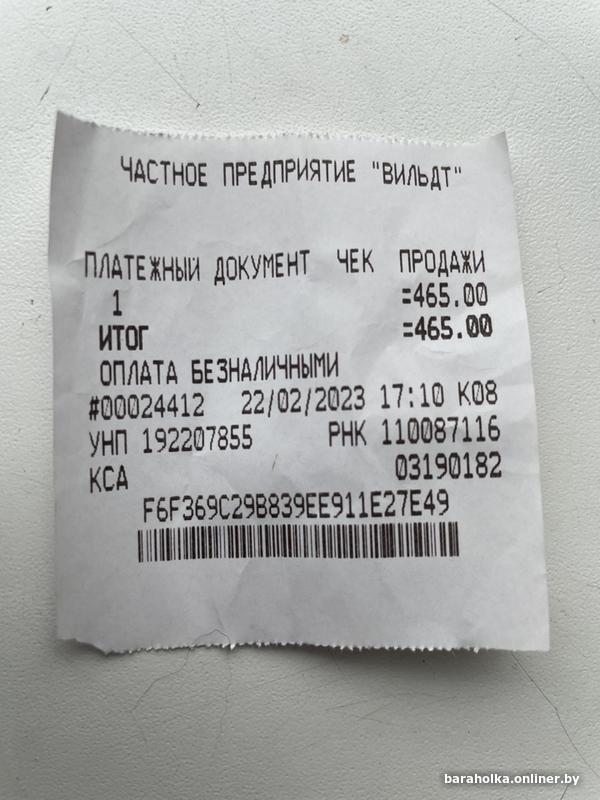 ЧАСТНОЕ ПРЕДПРИЯТИЕ "ВИЛЬДТ"
ПЛАТЕЖНЫЙ ДОКУМЕНТ ЧЕК ПРОДАЖИ
1 =465.00
ИТОГ =465.00
ОПЛАТА БЕЗНАЛИЧНЫМИ
#00024412 22/02/2023 17:10 К08
УНП 192207855 РНК 110087116
КСА 03190182
F6F369C29B839EE911E27E49
baraholka.onliner.by